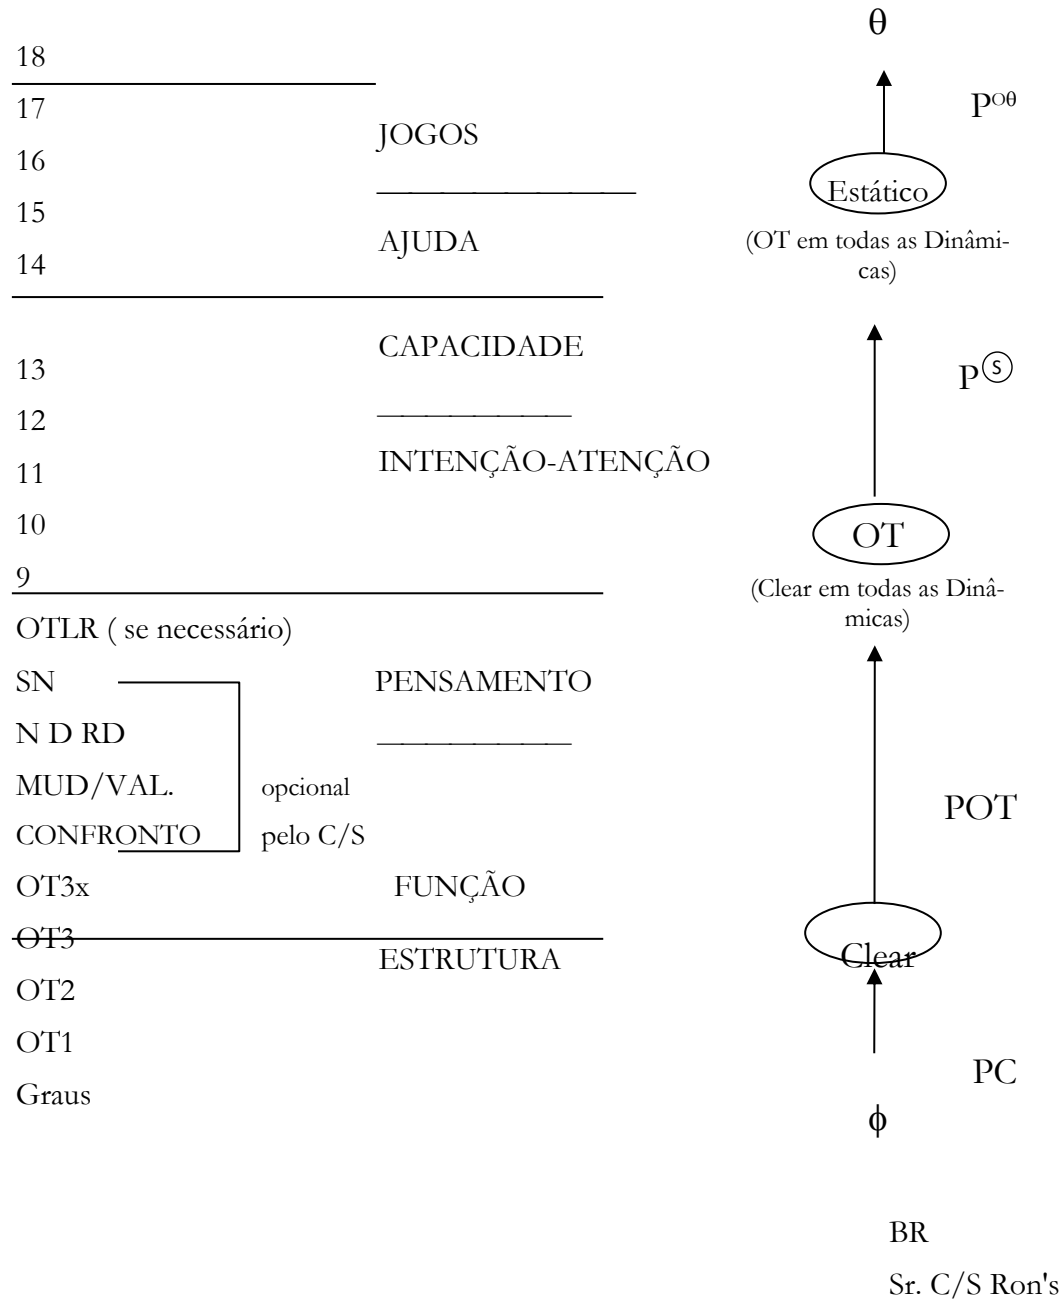 θ
18
17
P^Oθ
JOGOS
16
Estático
15
AJUDA
(OT em todas as Dinâmi-
cas)
14
CAPACIDADE
13
PⓈ
12
INTENÇÃO-ATENÇÃO
11
10
OT
9
(Clear em todas as Dinâ-
micas)
OTLR ( se necessário)
SN
PENSAMENTO
N D RD
MUD/VAL.
opcional
POT
CONFRONTO
pelo C/S
OT3x
FUNÇÃO
OT3
ESTRUTURA
Clear
OT2
OT1
PC
Graus
ϕ
BR
Sr. C/S Ron's